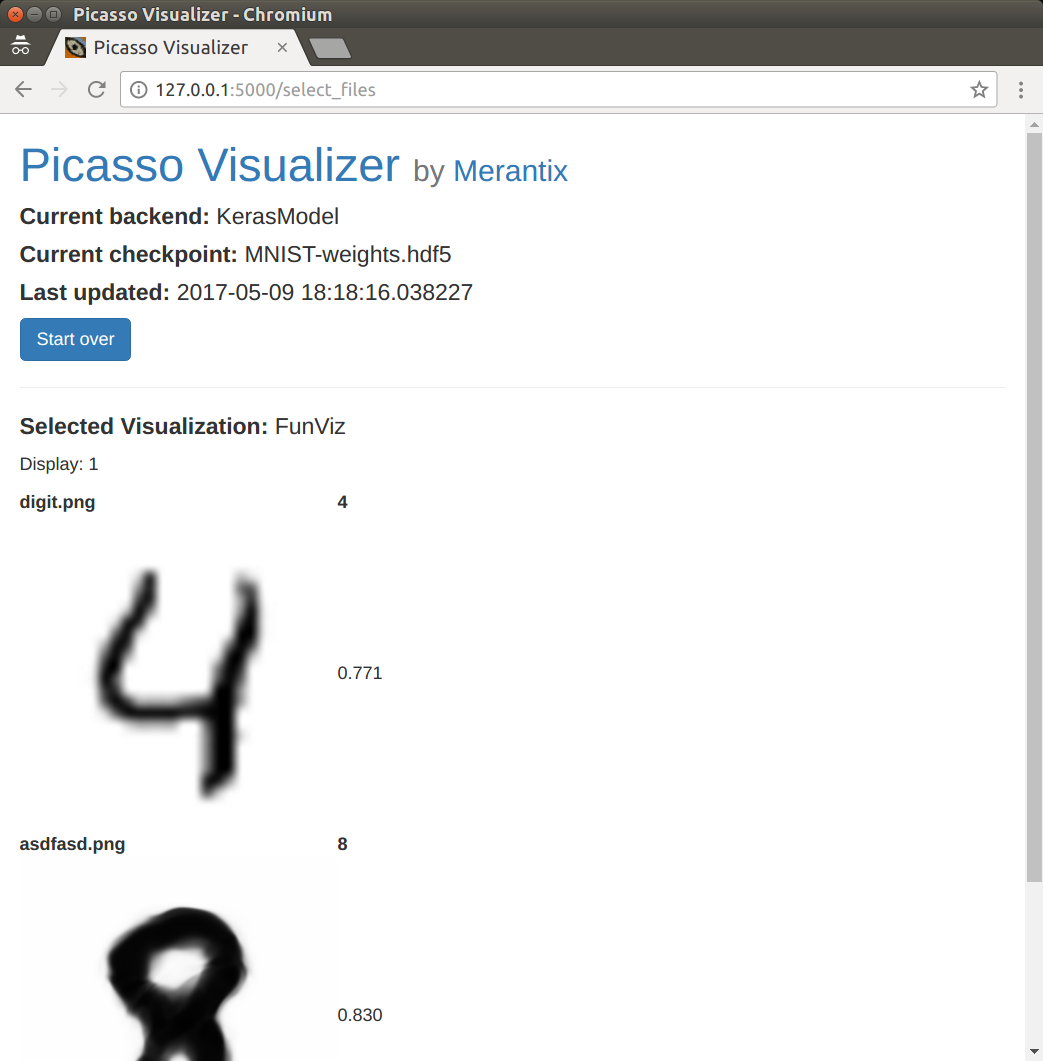 Picasso Visualizer - Chromium
Picasso Visualizer
127.0.0.1:5000/select_files
Picasso Visualizer by Merantix
Current backend: KerasModel
Current checkpoint: MNIST-weights.hdf5
Last updated: 2017-05-09 18:18:16.038227
Start over
Selected Visualization: FunViz
Display: 1
digit.png 4
4
0.771
asdfasd.png 8
8
0.830